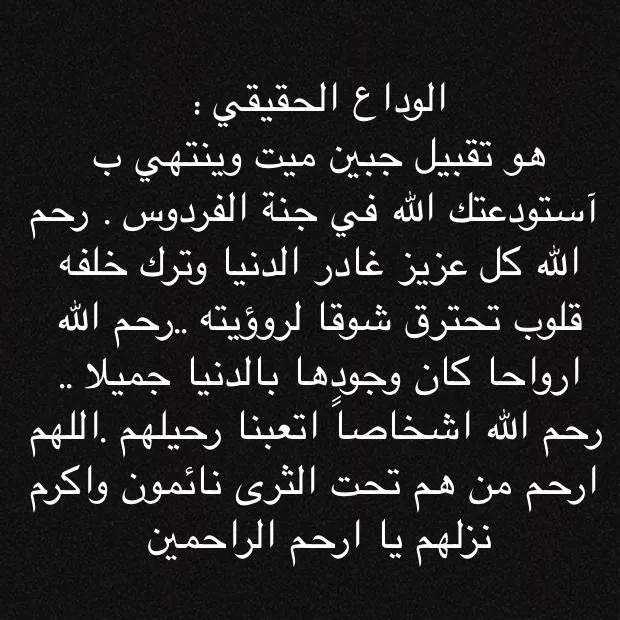 الوداع الحقيقي :
هو تقبيل جبين ميت وينتهي ب
آستودعتك الله في جنة الفردوس . رحم
الله كل عزيز غادر الدنيا وترك خلفه
قلوب تحترق شوقا لروؤيته ..رحم الله
ارواحا كان وجودها بالدنيا جميلا ..
رحم الله اشخاصاً اتعبنا رحيلهم .اللهم
ارحم من هم تحت الثرى نائمون واكرم
نزلهم يا ارحم الراحمين